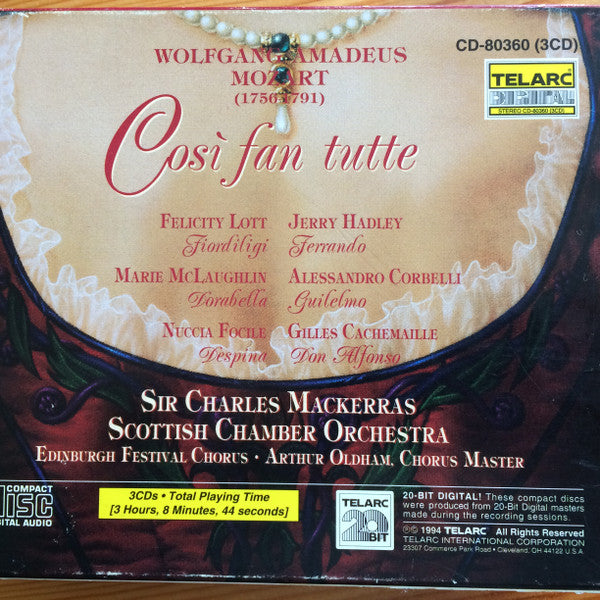 WOLFGANG AMADEUS
MOZART
(1756-1791)
CD-80360 (3CD)
TELARC
DIGITAL
STEREO CD-80360 (3CD)
Così fan tutte
FELICITY LOTT
Fiordiligi
JERRY HADLEY
Ferrando
MARIE MCLAUGHLIN
Dorabella
ALESSANDRO CORBELLI
Guilelmo
NUCCIA FOCILE
Despina
GILLES CACHEMAILLE
Don Alfonso
SIR CHARLES MACKERRAS
SCOTTISH CHAMBER ORCHESTRA
EDINBURGH FESTIVAL CHORUS • ARTHUR OLDHAM, CHORUS MASTER
COMPACT
DISC
DIGITAL AUDIO
3CDs • Total Playing Time
[3 Hours, 8 Minutes, 44 seconds]
TELARC
20
BIT
20-BIT DIGITAL! These compact discs
were produced from 20-Bit Digital masters
made during the recording sessions.
℗© 1994 TELARC® All Rights Reserved
TELARC INTERNATIONAL CORPORATION
23307 Commerce Park Road • Cleveland, OH 44122 U.S.A.